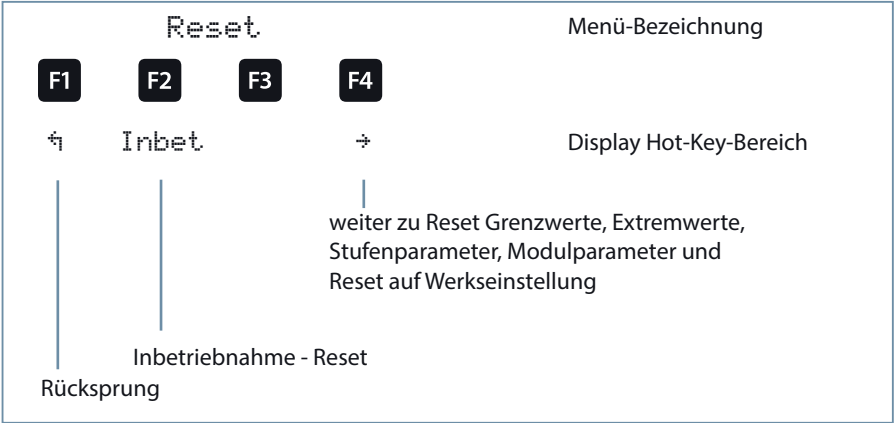 Reset Menü-Bezeichnung
F1 F2 F3 F4
↰ Inbet → Display Hot-Key-Bereich
weiter zu Reset Grenzwerte, Extremwerte,
Stufenparameter, Modulparameter und
Reset auf Werkseinstellung
Inbetriebnahme - Reset
Rücksprung